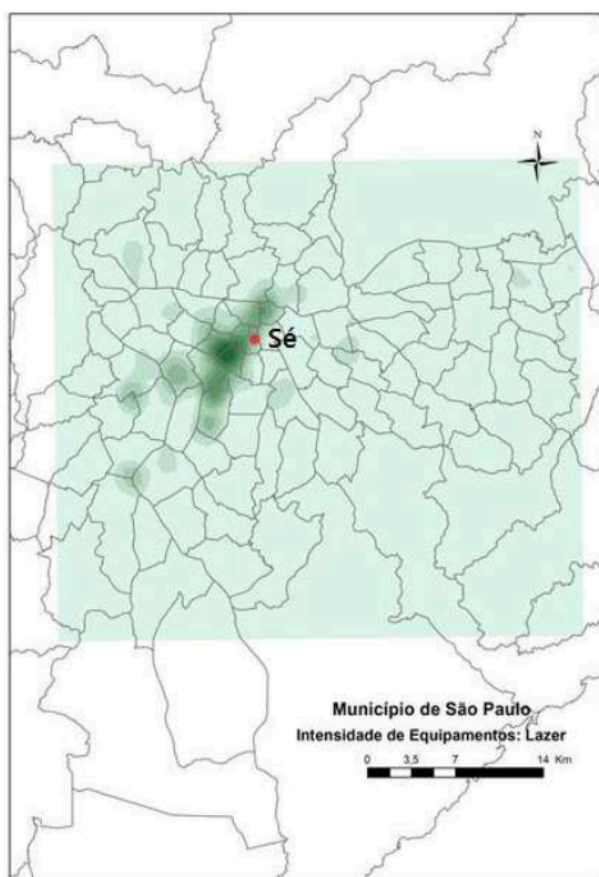 N
Sé
Município de São Paulo
Intensidade de Equipamentos: Lazer
0 3,5 7 14 Km